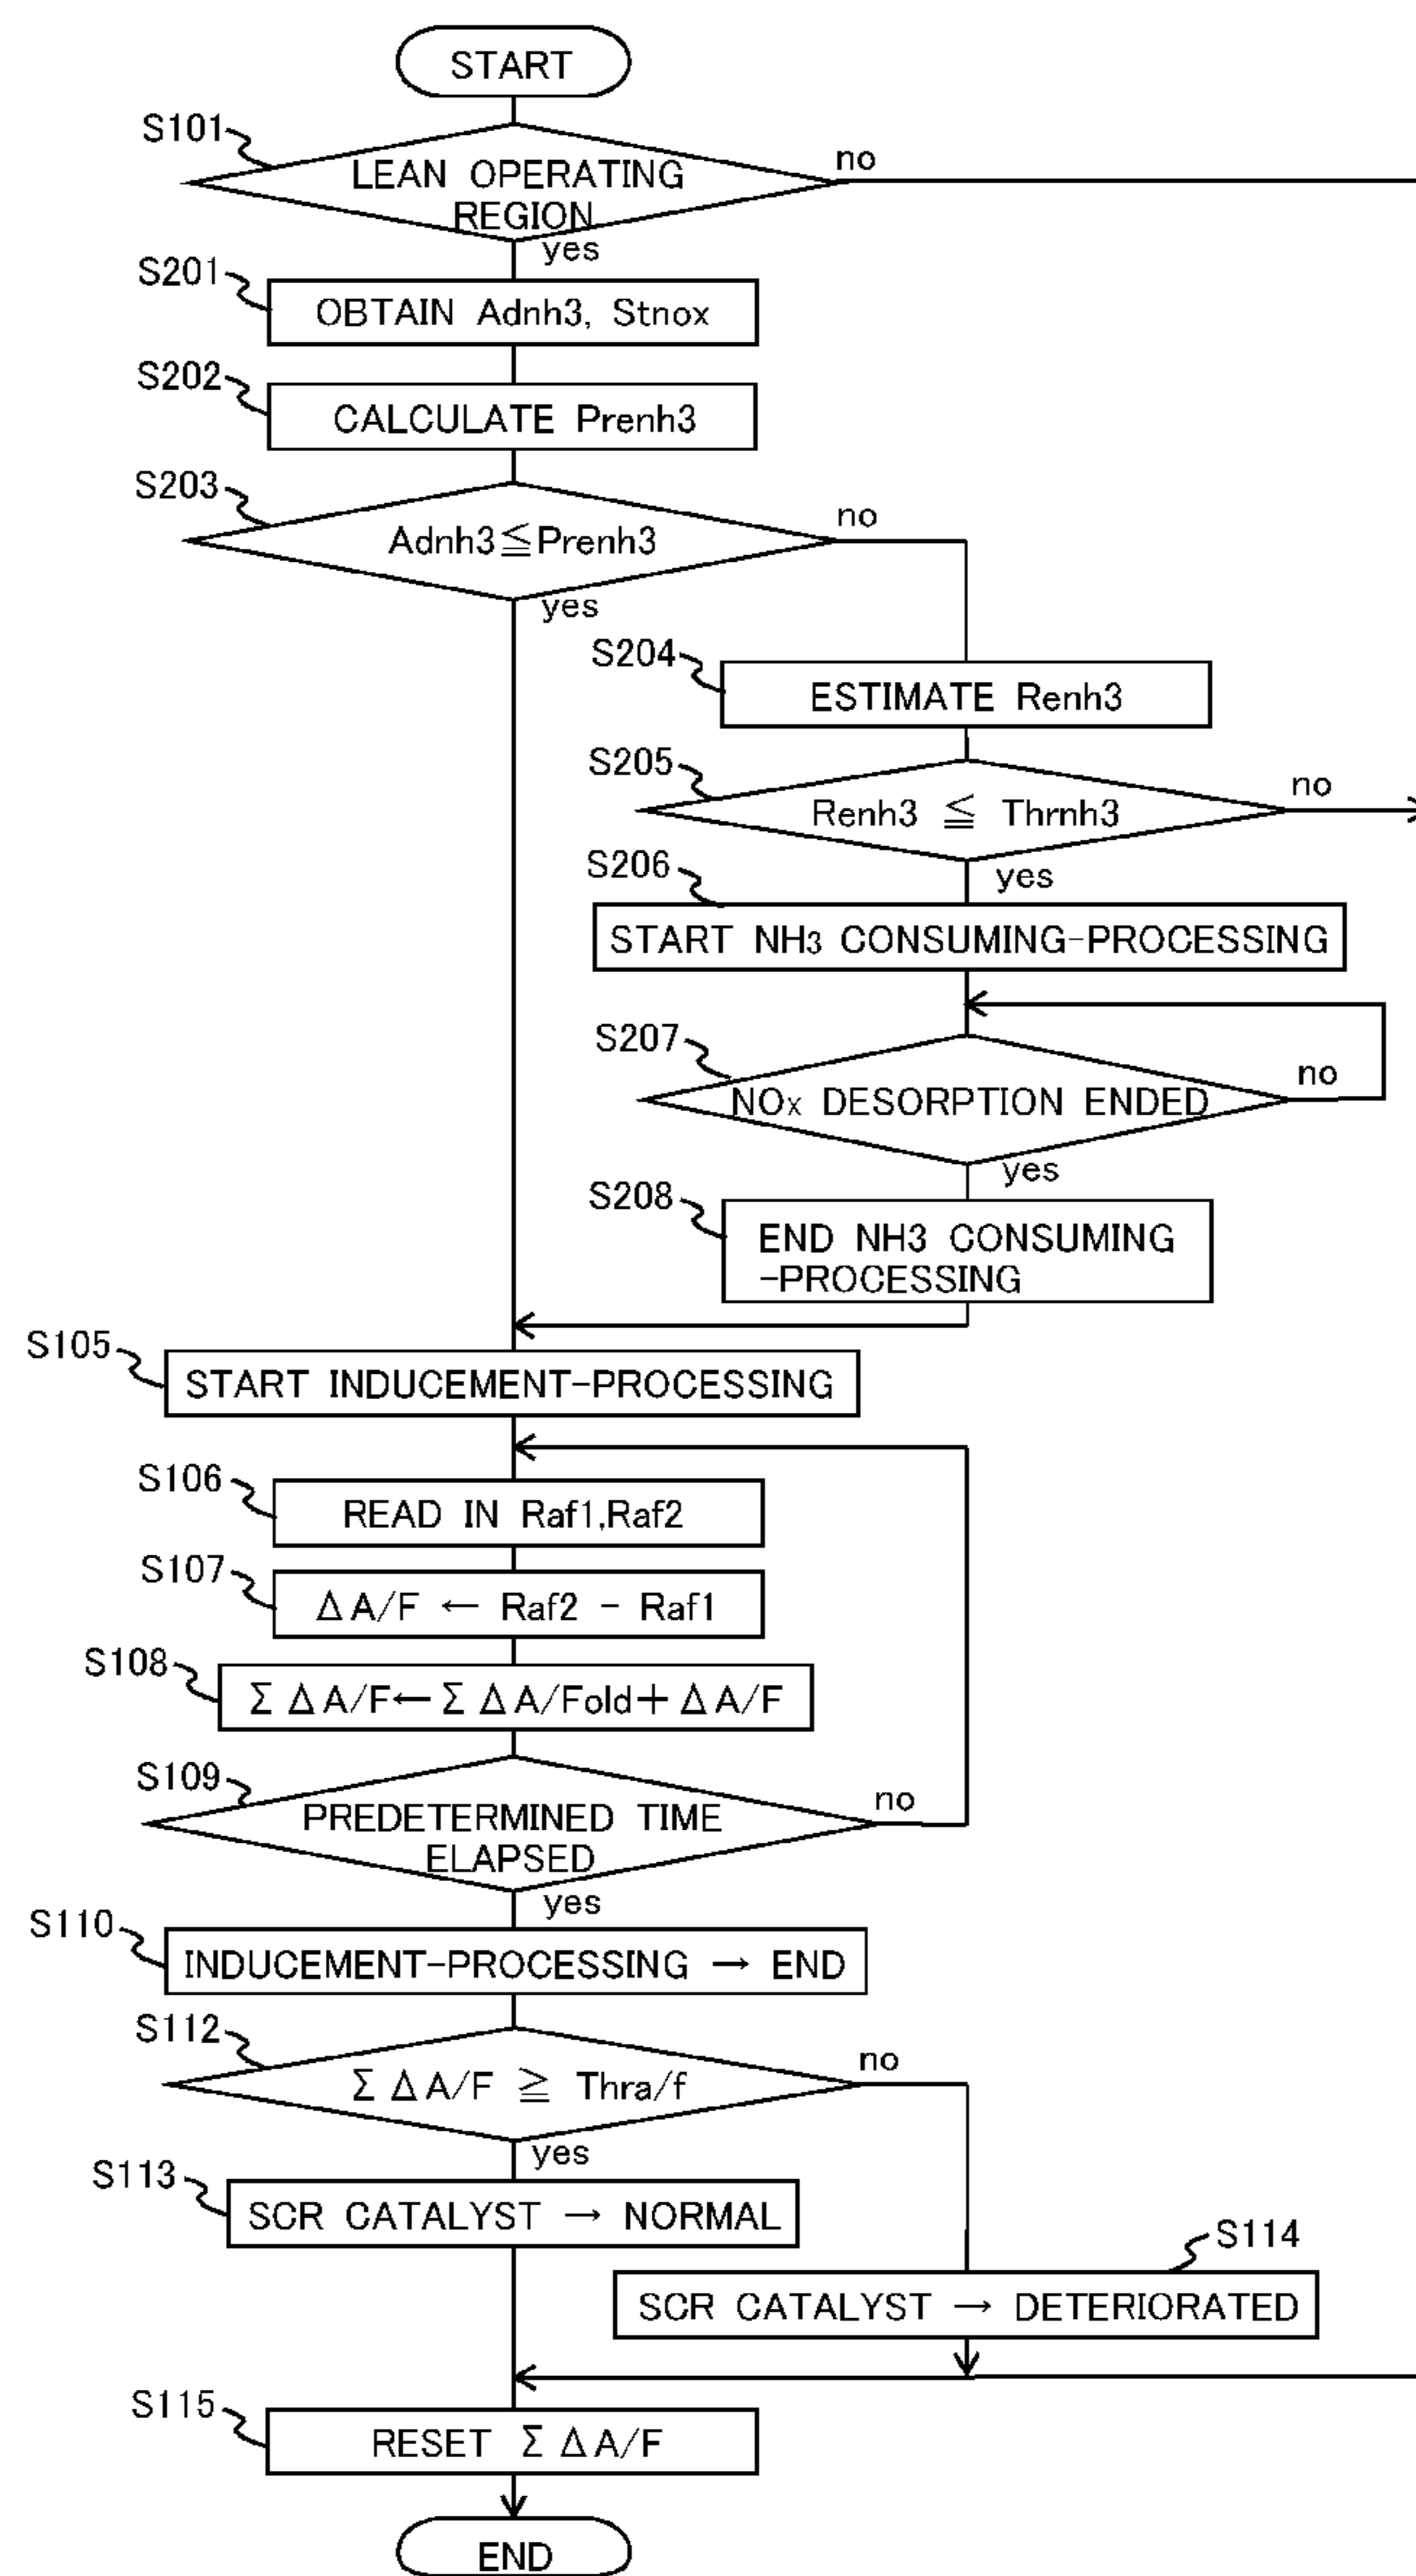 START
S101
LEAN OPERATING
REGION
no
yes
S201
OBTAIN Adnh3, Stnox
S202
CALCULATE Prenh3
S203
Adnh3≦Prenh3
no
yes
S204
ESTIMATE Renh3
S205
Renh3 ≦ Thrnh3
no
yes
S206
START NH3 CONSUMING-PROCESSING
S207
NOx DESORPTION ENDED
no
yes
S208
END NH3 CONSUMING
-PROCESSING
S105
START INDUCEMENT-PROCESSING
S106
READ IN Raf1,Raf2
S107
ΔA/F ← Raf2 - Raf1
S108
ΣΔA/F←ΣΔA/Fold+ΔA/F
S109
PREDETERMINED TIME
ELAPSED
no
yes
S110
INDUCEMENT-PROCESSING → END
S112
ΣΔA/F ≧ Thra/f
no
yes
S113
SCR CATALYST → NORMAL
S114
SCR CATALYST → DETERIORATED
S115
RESET ΣΔA/F
END